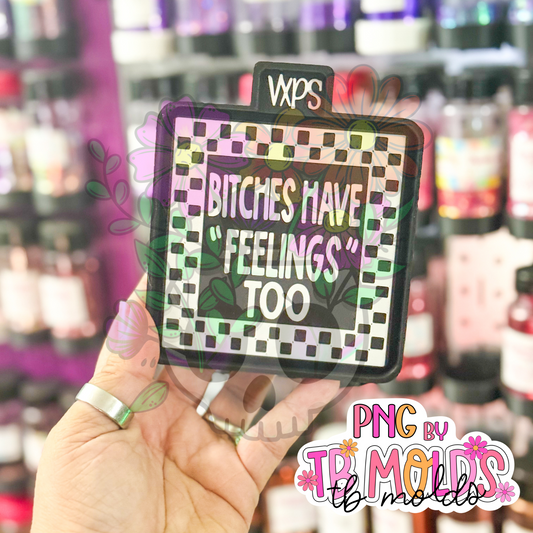 VXPS
BITCHES HAVE
"FEELINGS"
TOO
PNG BY
TB MOLDS
tb molds